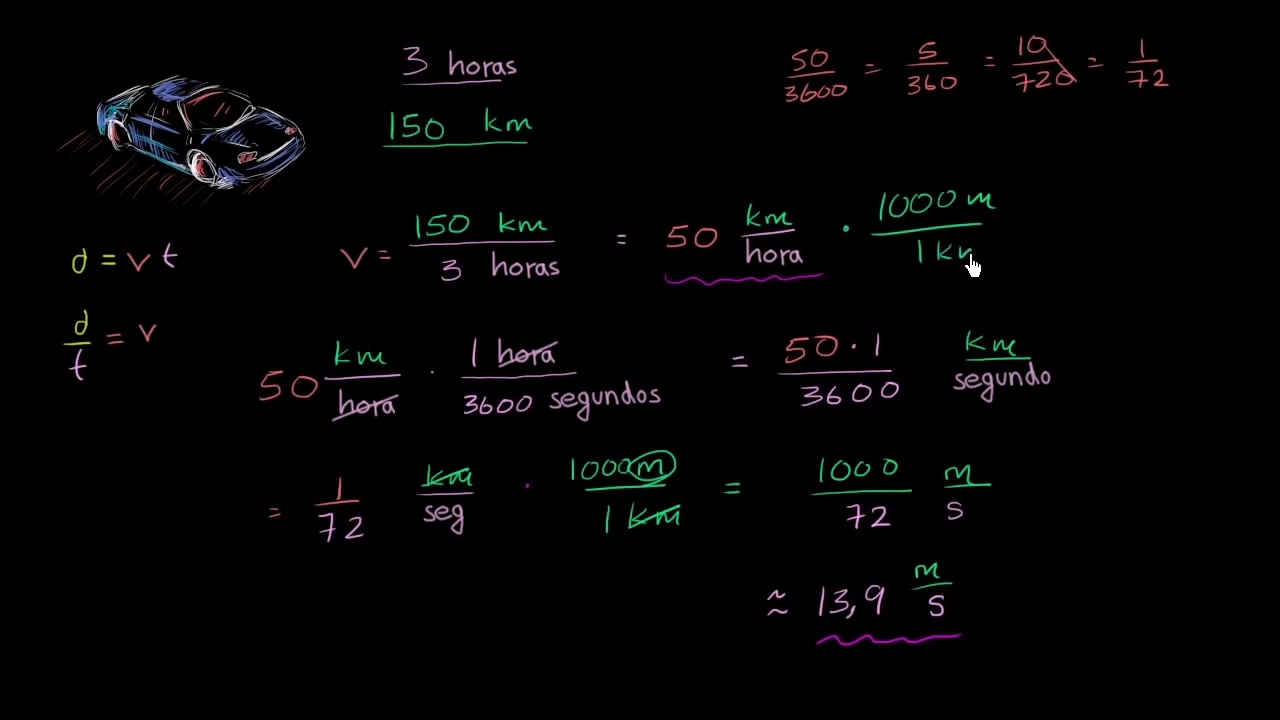 3 horas
50/3600 = 5/360 = 10/720 = 1/72
150 km
d = v t
v = 150 km/3 horas = 50 km/hora · 1000 m/1 km
d/t = v
50 km/hora · 1 hora/3600 segundos = 50 · 1/3600 km/segundo
= 1/72 km/seg · 1000 m/1 km = 1000/72 m/s
≈ 13,9 m/s